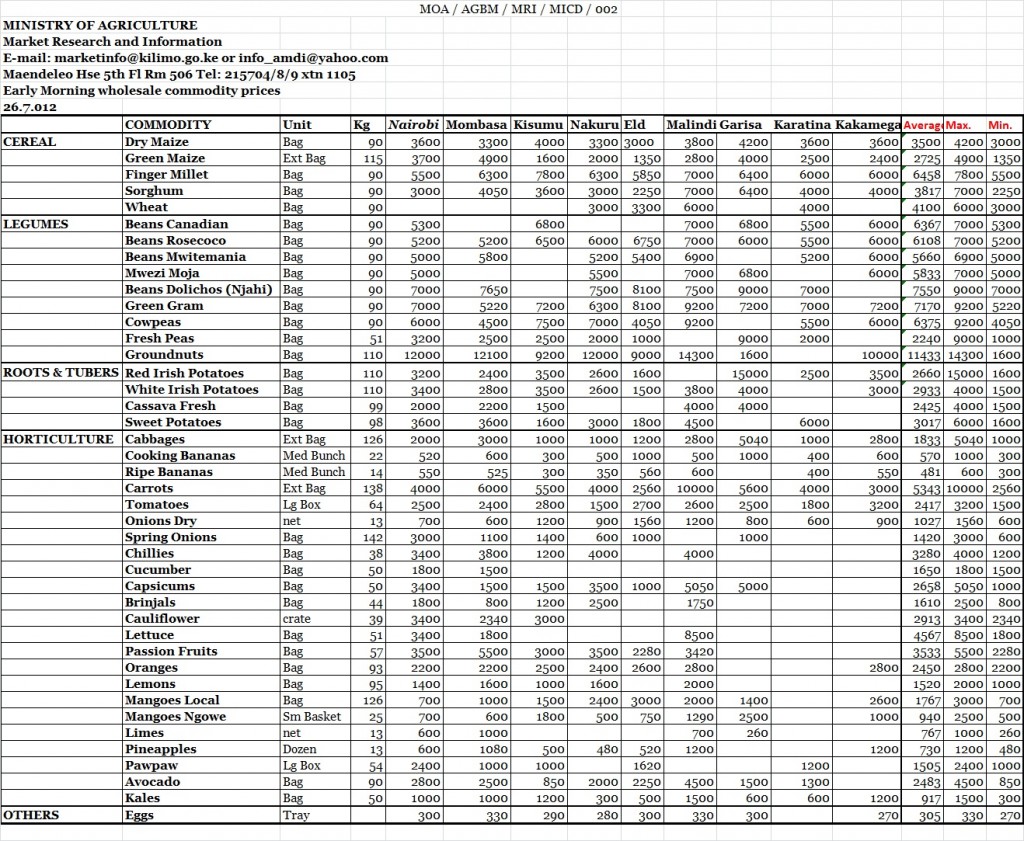 MOA / AGBM / MRI / MICD / 002
MINISTRY OF AGRICULTURE
Market Research and Information
E-mail: marketinfo@kilimo.go.ke or info_amdi@yahoo.com
Maendeleo Hse 5th Fl Rm 506 Tel: 215704/8/9 xtn 1105
Early Morning wholesale commodity prices
26.7.012
COMMODITY Unit Kg Nairobi Mombasa Kisumu Nakuru Eld Malindi Garisa Karatina Kakamega Average Max. Min.
CEREAL Dry Maize Bag 90 3600 3300 4000 3300 3000 3800 4200 3600 3600 3500 4200 3000
Green Maize Ext Bag 115 3700 4900 1600 2000 1350 2800 4000 2500 2400 2725 4900 1350
Finger Millet Bag 90 5500 6300 7800 6300 5850 7000 6400 6000 6000 6458 7800 5500
Sorghum Bag 90 3000 4050 3600 3000 2250 7000 6400 4000 4000 3817 7000 2250
Wheat Bag 90 3000 3300 6000 4000 4100 6000 3000
LEGUMES Beans Canadian Bag 90 5300 6800 7000 6800 5500 6000 6367 7000 5300
Beans Rosecoco Bag 90 5200 5200 6500 6000 6750 7000 6000 5500 6000 6108 7000 5200
Beans Mwitemania Bag 90 5000 5800 5200 5400 6900 5200 6000 5660 6900 5000
Mwezi Moja Bag 90 5000 5500 7000 6800 6000 5833 7000 5000
Beans Dolichos (Njahi) Bag 90 7000 7650 7500 8100 7500 9000 7000 7550 9000 7000
Green Gram Bag 90 7000 5220 7200 6300 8100 9200 7200 7000 7200 7170 9200 5220
Cowpeas Bag 90 6000 4500 7500 7000 4050 9200 5500 6000 6375 9200 4050
Fresh Peas Bag 51 3200 2500 2500 2000 1000 9000 2000 2240 9000 1000
Groundnuts Bag 110 12000 12100 9200 12000 9000 14300 1600 10000 11433 14300 1600
ROOTS & TUBERS Red Irish Potatoes Bag 110 3200 2400 3500 2600 1600 15000 2500 3500 2660 15000 1600
White Irish Potatoes Bag 110 3400 2800 3500 2600 1500 3800 4000 3000 2933 4000 1500
Cassava Fresh Bag 99 2000 2200 1500 4000 4000 2425 4000 1500
Sweet Potatoes Bag 98 3600 3600 1600 3000 1800 4500 6000 3017 6000 1600
HORTICULTURE Cabbages Ext Bag 126 2000 3000 1000 1000 1200 2800 5040 1000 2800 1833 5040 1000
Cooking Bananas Med Bunch 22 520 600 300 500 1000 500 1000 400 600 570 1000 300
Ripe Bananas Med Bunch 14 550 525 300 350 560 600 400 550 481 600 300
Carrots Ext Bag 138 4000 6000 5500 4000 2560 10000 5600 4000 3000 5343 10000 2560
Tomatoes Lg Box 64 2500 2400 2800 1500 2700 2600 2500 1800 3200 2417 3200 1500
Onions Dry net 13 700 600 1200 900 1560 1200 800 600 900 1027 1560 600
Spring Onions Bag 142 3000 1100 1400 600 1000 1000 1420 3000 600
Chillies Bag 38 3400 3800 1200 4000 4000 3280 4000 1200
Cucumber Bag 50 1800 1500 1650 1800 1500
Capsicums Bag 50 3400 1500 1500 3500 1000 5050 5000 2658 5050 1000
Brinjals Bag 44 1800 800 1200 2500 1750 1610 2500 800
Cauliflower crate 39 3400 2340 3000 2913 3400 2340
Lettuce Bag 51 3400 1800 8500 4567 8500 1800
Passion Fruits Bag 57 3500 5500 3000 3500 2280 3420 3533 5500 2280
Oranges Bag 93 2200 2200 2500 2400 2600 2800 2800 2450 2800 2200
Lemons Bag 95 1400 1600 1000 1600 2000 1520 2000 1000
Mangoes Local Bag 126 700 1000 1500 2400 3000 2000 1400 2600 1767 3000 700
Mangoes Ngowe Sm Basket 25 700 600 1800 500 750 1290 2500 1000 940 2500 500
Limes net 13 600 1000 700 260 767 1000 260
Pineapples Dozen 13 600 1080 500 480 520 1200 1200 730 1200 480
Pawpaw Lg Box 54 2400 1000 1000 1620 1200 1505 2400 1000
Avocado Bag 90 2800 2500 850 2000 2250 4500 1500 1300 2483 4500 850
Kales Bag 50 1000 1000 1200 300 500 1500 600 600 1200 917 1500 300
OTHERS Eggs Tray 300 330 290 280 300 330 300 270 305 330 270